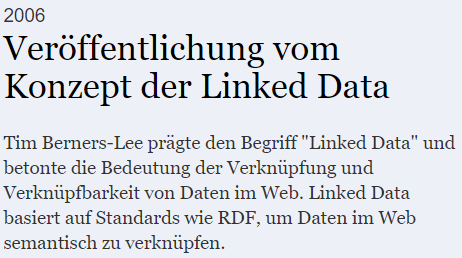 2006
Veröffentlichung vom
Konzept der Linked Data
Tim Berners-Lee prägte den Begriff "Linked Data" und
betonte die Bedeutung der Verknüpfung und
Verknüpfbarkeit von Daten im Web. Linked Data
basiert auf Standards wie RDF, um Daten im Web
semantisch zu verknüpfen.